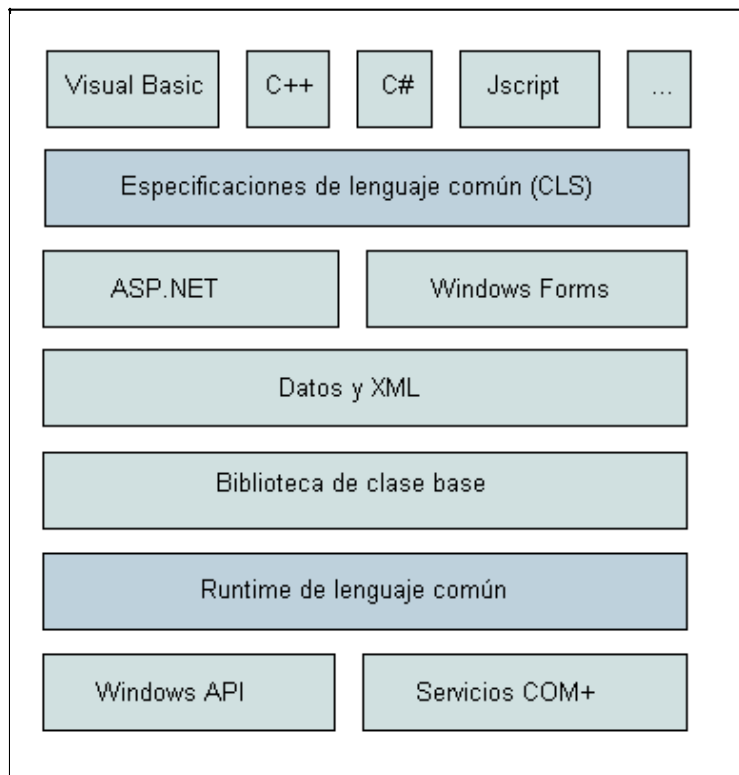 Visual Basic C++ C# Jscript ...
Especificaciones de lenguaje común (CLS)
ASP.NET Windows Forms
Datos y XML
Biblioteca de clase base
Runtime de lenguaje común
Windows API Servicios COM+